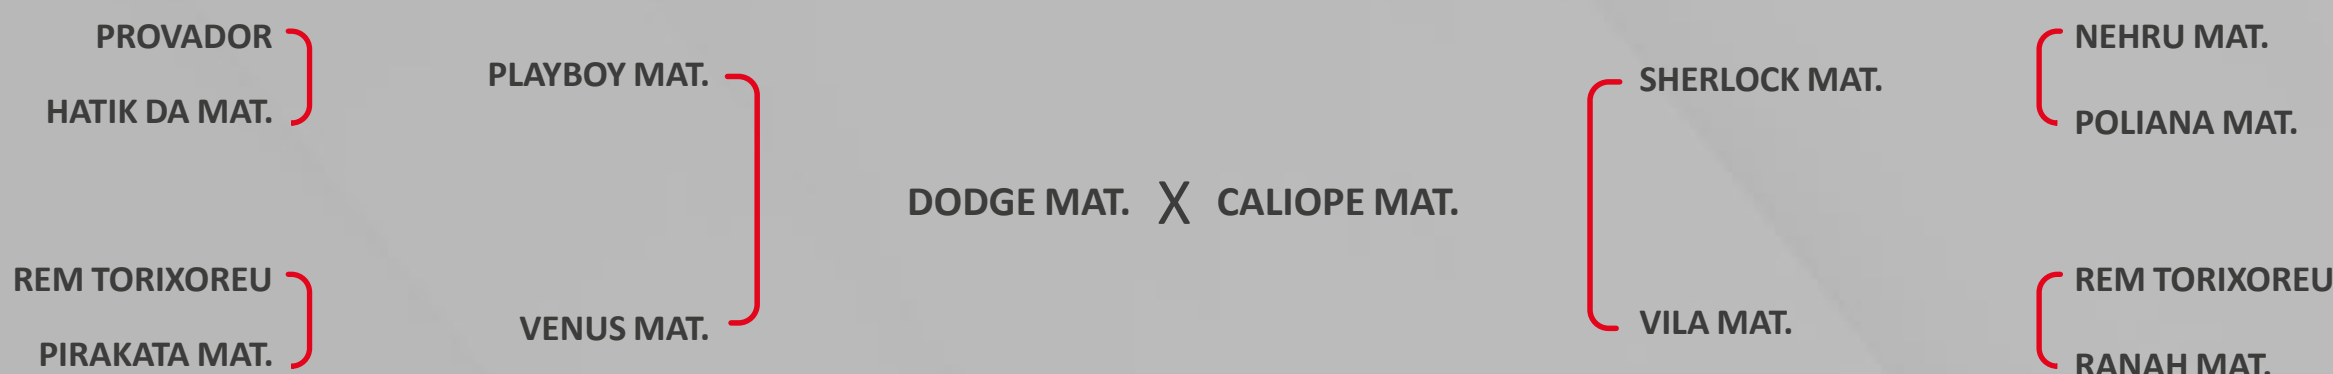 PROVADOR
HATIK DA MAT.
PLAYBOY MAT.
REM TORIXOREU
PIRAKATA MAT.
VENUS MAT.
DODGE MAT. X CALIOPE MAT.
SHERLOCK MAT.
NEHRU MAT.
POLIANA MAT.
VILA MAT.
REM TORIXOREU
RANAH MAT.